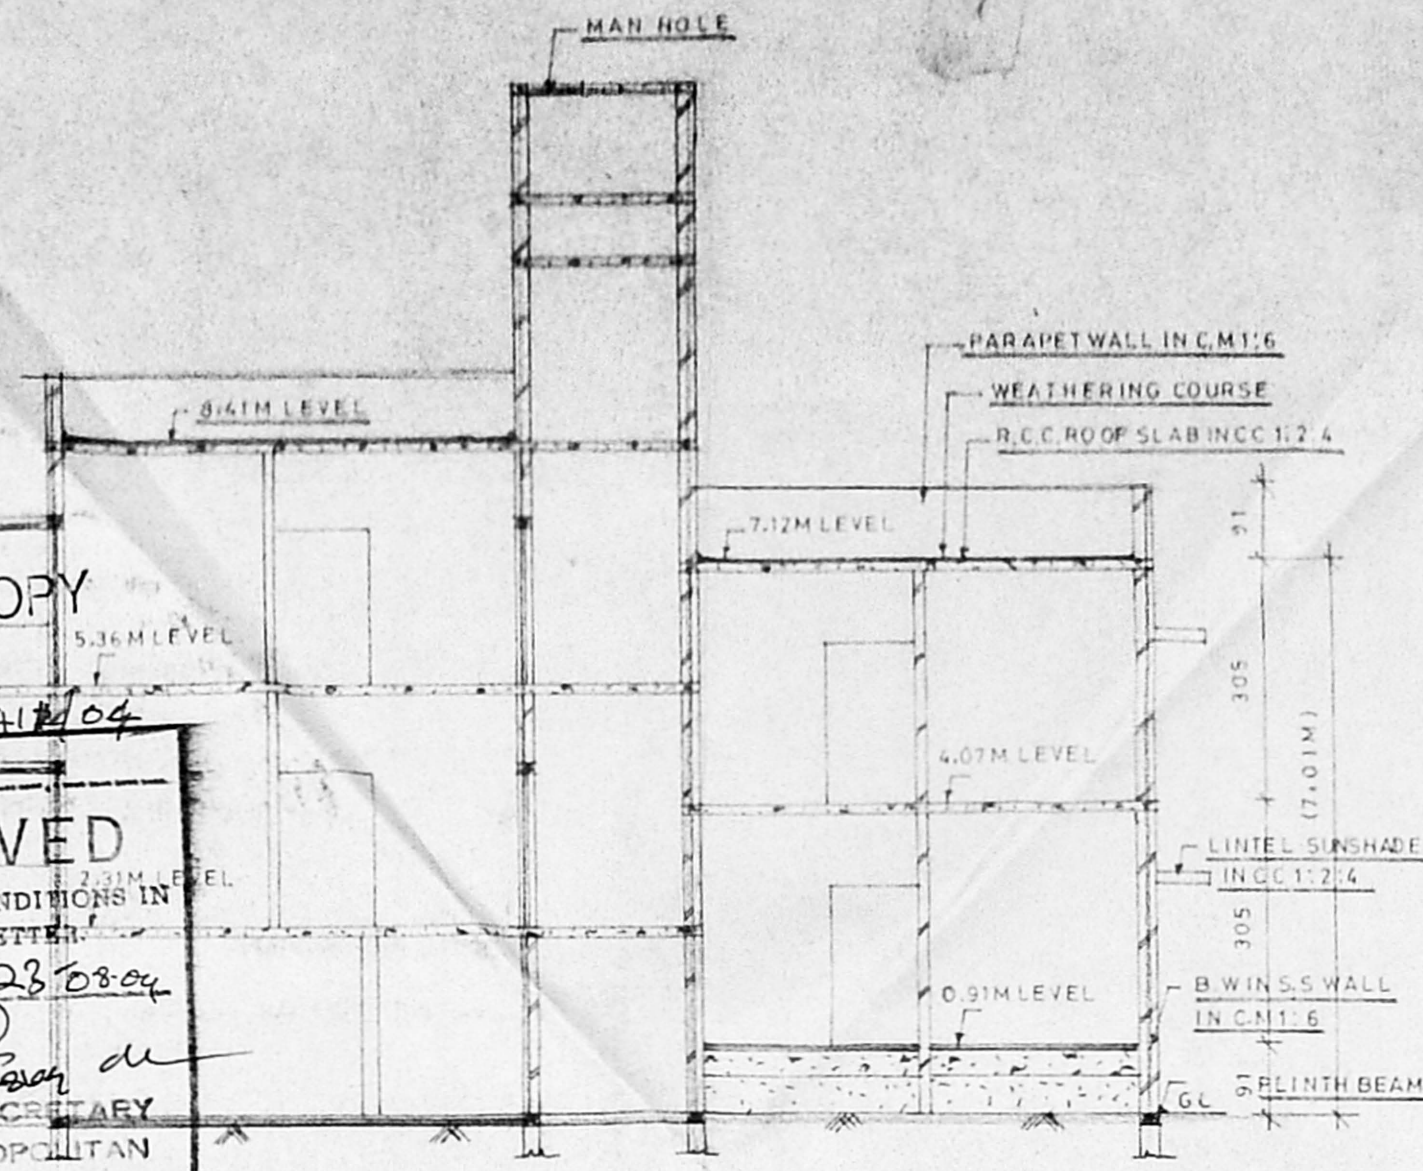 MAN HOLE
PARAPET WALL IN C.M 1:6
WEATHERING COURSE
R.C.C. ROOF SLAB IN CC 1:2:4
8.41M LEVEL
7.12M LEVEL
91
OPY
5.36M LEVEL
305
(7.01M)
4.07M LEVEL
VED
LINTEL SUNSHADE
IN CC 1:2:4
2.31M LEVEL
NDITIONS IN
ETTER.
305
23-08-04
0.91M LEVEL
B.W IN S.S WALL
IN C.M 1:6
91
PLINTH BEAM
GL
CRETARY
OPOLITAN